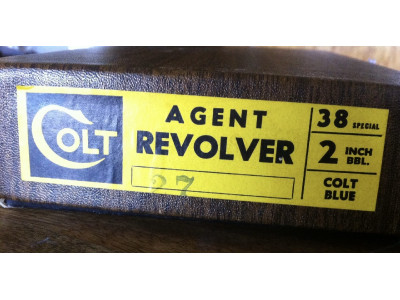 COLT
AGENT
REVOLVER
27
38 SPECIAL
2 INCH BBL.
COLT
BLUE